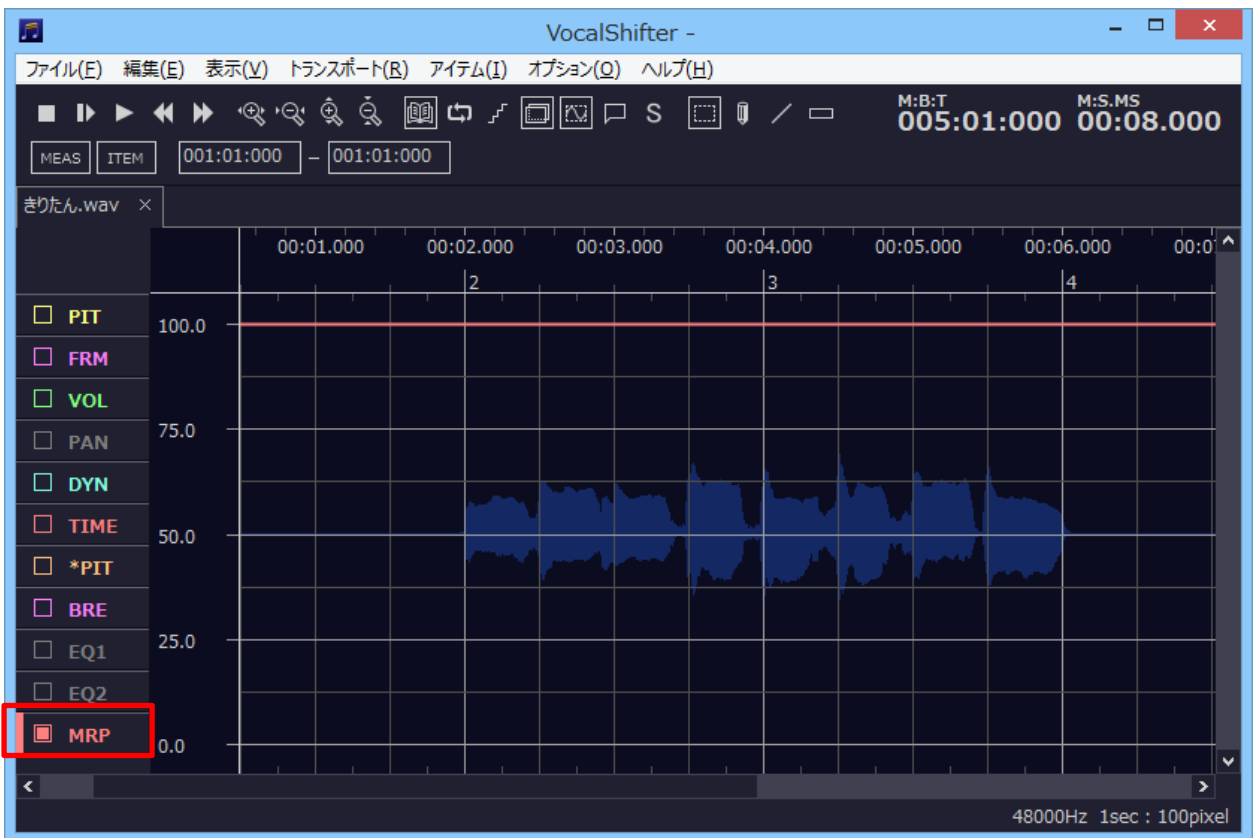 VocalShifter -
ファイル(F) 編集(E) 表示(V) トランスポート(R) アイテム(I) オプション(O) ヘルプ(H)
S M:B:T 005:01:000 M:S.MS 00:08.000
MEAS ITEM 001:01:000 – 001:01:000
きりたん.wav ×
00:01.000 00:02.000 00:03.000 00:04.000 00:05.000 00:06.000 00:0
2 3 4
PIT 100.0
FRM
VOL
PAN 75.0
DYN
TIME 50.0
*PIT
BRE
EQ1 25.0
EQ2
MRP 0.0
48000Hz 1sec : 100pixel